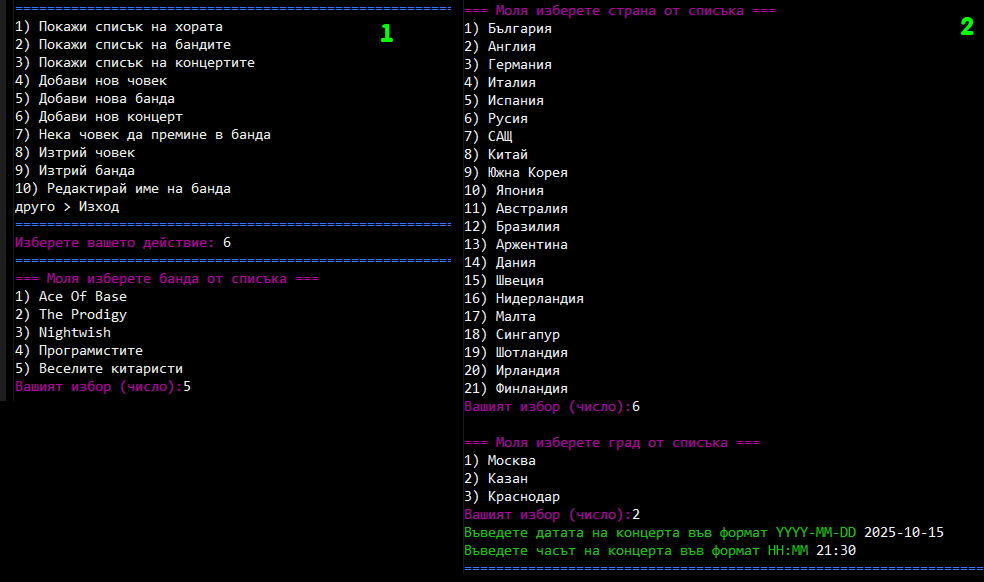 1
==========================================================
1) Покажи списък на хората
2) Покажи списък на бандите
3) Покажи списък на концертите
4) Добави нов човек
5) Добави нова банда
6) Добави нов концерт
7) Нека човек да премине в банда
8) Изтрий човек
9) Изтрий банда
10) Редактирай име на банда
друго > Изход
==========================================================
Изберете вашето действие: 6
==========================================================
=== Моля изберете банда от списъка ===
1) Ace Of Base
2) The Prodigy
3) Nightwish
4) Програмистите
5) Веселите китаристи
Вашият избор (число):5
2
=== Моля изберете страна от списъка ===
1) България
2) Англия
3) Германия
4) Италия
5) Испания
6) Русия
7) САЩ
8) Китай
9) Южна Корея
10) Япония
11) Австралия
12) Бразилия
13) Аржентина
14) Дания
15) Швеция
16) Нидерландия
17) Малта
18) Сингапур
19) Шотландия
20) Ирландия
21) Финландия
Вашият избор (число):6
=== Моля изберете град от списъка ===
1) Москва
2) Казан
3) Краснодар
Вашият избор (число):2
Въведете датата на концерта във формат YYYY-MM-DD 2025-10-15
Въведете часът на концерта във формат HH:MM 21:30
==========================================================